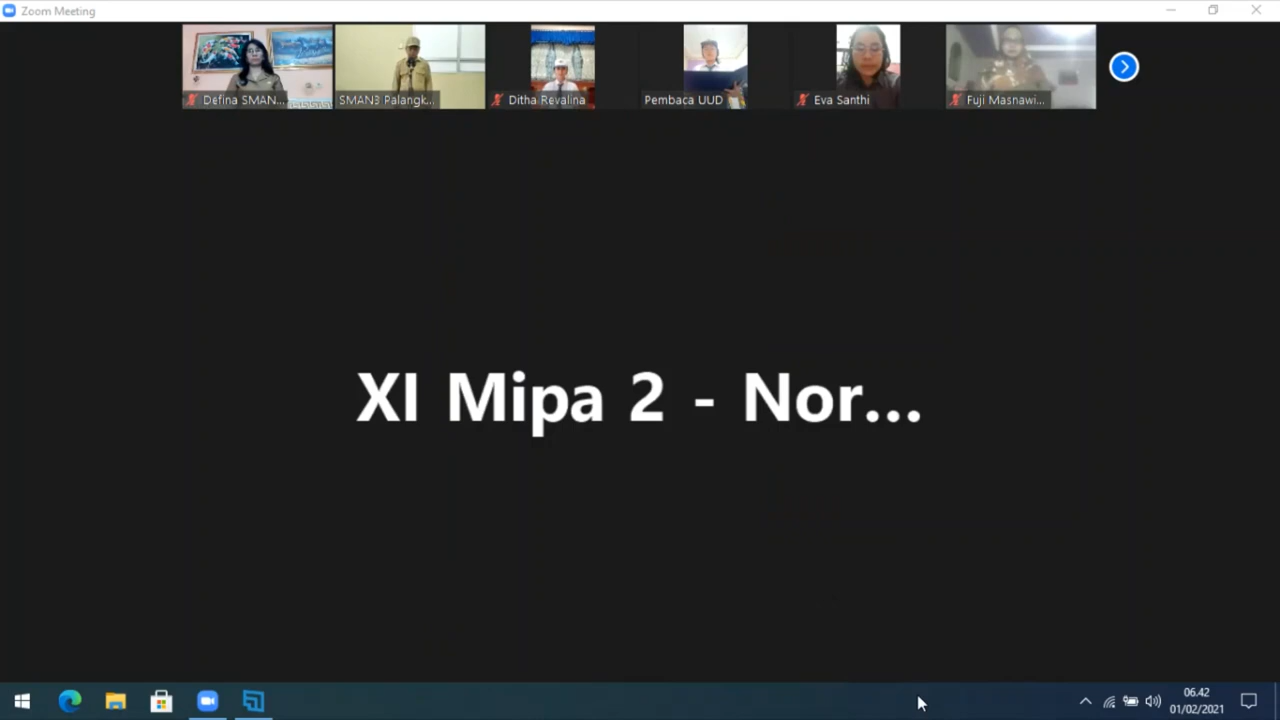 Zoom Meeting
Defina SMAN...
SMAN3 Palangk...
Ditha Revalina
Pembaca UUD
Eva Santhi
Fuji Masnawi...
XI Mipa 2 - Nor...
06.42
01/02/2021